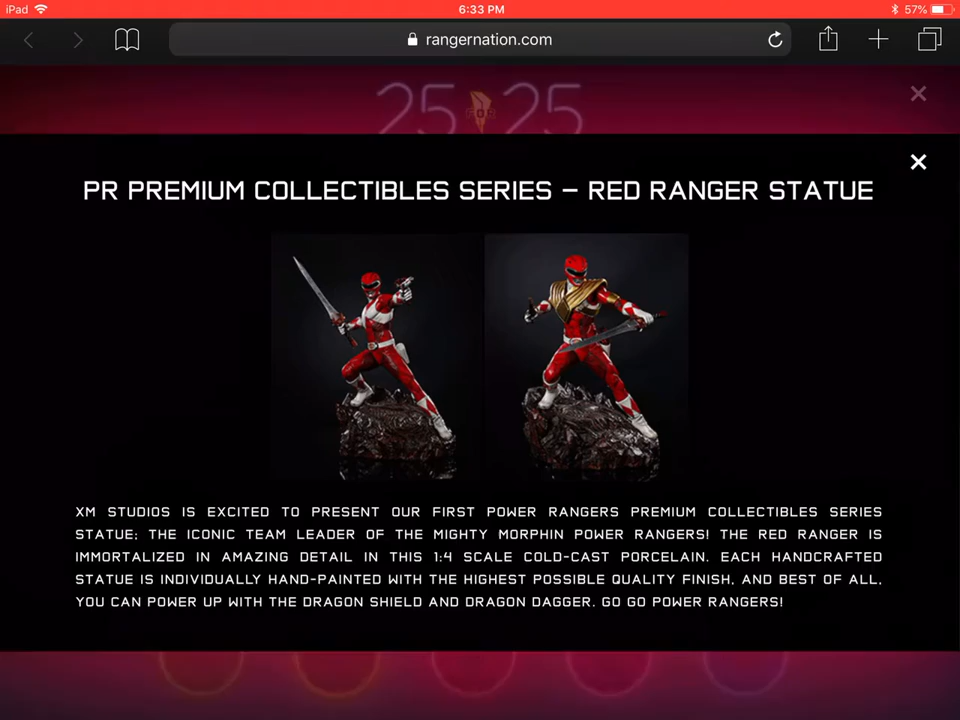 iPad
6:33 PM
57%
rangernation.com
25 FOR 25
PR PREMIUM COLLECTIBLES SERIES – RED RANGER STATUE
XM STUDIOS IS EXCITED TO PRESENT OUR FIRST POWER RANGERS PREMIUM COLLECTIBLES SERIES
STATUE; THE ICONIC TEAM LEADER OF THE MIGHTY MORPHIN POWER RANGERS! THE RED RANGER IS
IMMORTALIZED IN AMAZING DETAIL IN THIS 1:4 SCALE COLD-CAST PORCELAIN. EACH HANDCRAFTED
STATUE IS INDIVIDUALLY HAND-PAINTED WITH THE HIGHEST POSSIBLE QUALITY FINISH, AND BEST OF ALL,
YOU CAN POWER UP WITH THE DRAGON SHIELD AND DRAGON DAGGER. GO GO POWER RANGERS!